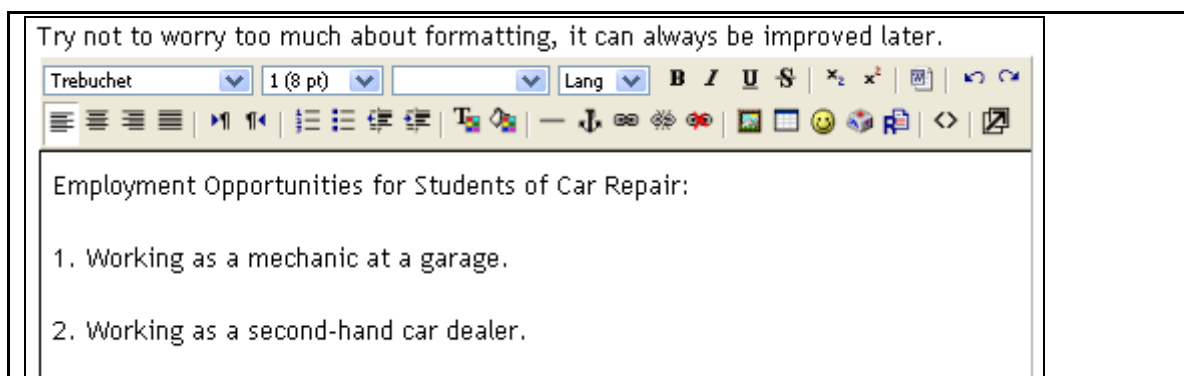 Try not to worry too much about formatting, it can always be improved later.
Trebuchet 1 (8 pt) Lang B I U S x₂ x²
Employment Opportunities for Students of Car Repair:
1. Working as a mechanic at a garage.
2. Working as a second-hand car dealer.